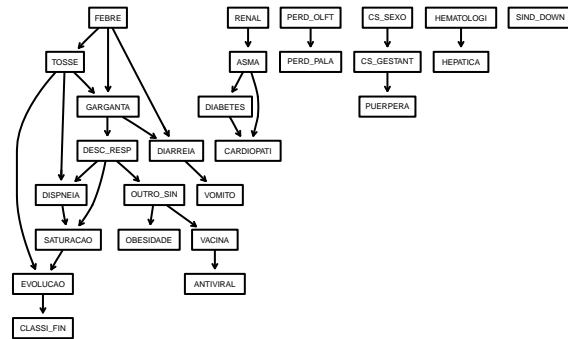 FEBRE
RENAL
PERD_OLFT
CS_SEXO
HEMATOLOGI
SIND_DOWN
TOSSE
ASMA
PERD_PALA
CS_GESTANT
HEPATICA
GARGANTA
DIABETES
PUERPERA
DESC_RESP
DIARREIA
CARDIOPATI
DISPNEIA
OUTRO_SIN
VOMITO
SATURACAO
OBESIDADE
VACINA
EVOLUCAO
ANTIVIRAL
CLASSI_FIN